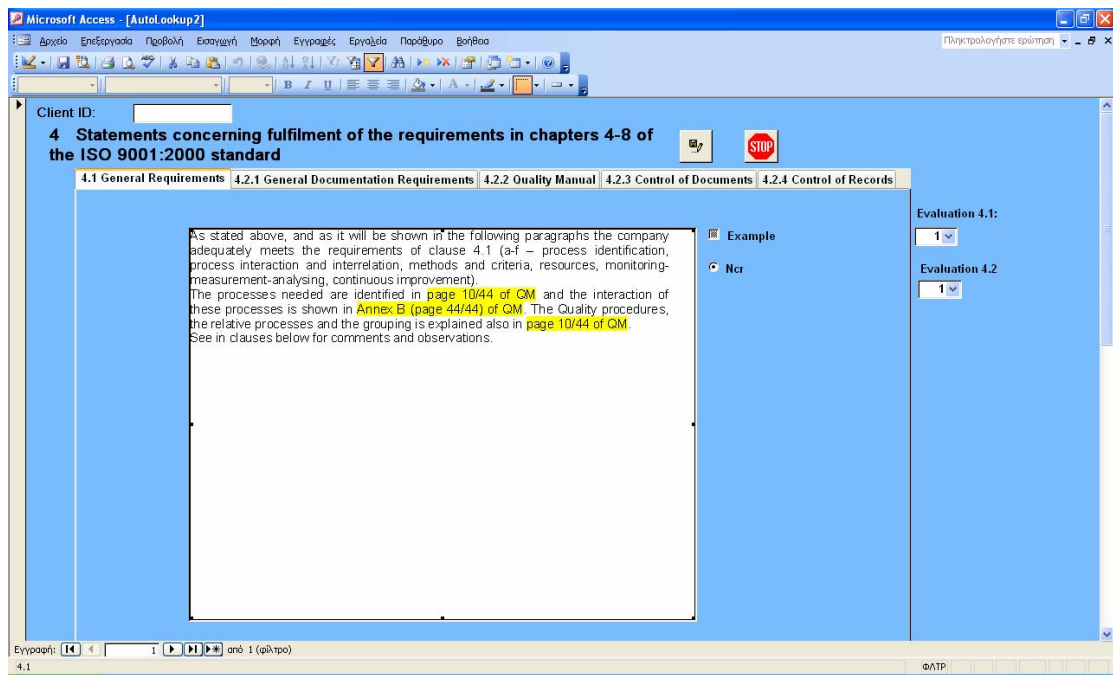 Microsoft Access - [AutoLookup2]
Αρχείο Επεξεργασία Προβολή Εισαγωγή Μορφή Εγγραφές Εργαλεία Παράθυρο Βοήθεια Πληκτρολογήστε ερώτηση
B I U A
Client ID:
4 Statements concerning fulfilment of the requirements in chapters 4-8 of
the ISO 9001:2000 standard
STOP
4.1 General Requirements 4.2.1 General Documentation Requirements 4.2.2 Quality Manual 4.2.3 Control of Documents 4.2.4 Control of Records
Evaluation 4.1:
1
Evaluation 4.2
1
As stated above, and as it will be shown in the following paragraphs the company
adequately meets the requirements of clause 4.1 (a-f – process identification,
process interaction and interrelation, methods and criteria, resources, monitoring-
measurement-analysing, continuous improvement).
The processes needed are identified in page 10/44 of QM and the interaction of
these processes is shown in Annex B (page 44/44) of QM. The Quality procedures,
the relative processes and the grouping is explained also in page 10/44 of QM.
See in clauses below for comments and observations.
Example
Ncr
Εγγραφή: 1 από 1 (φίλτρο)
4.1 ΦΛΤΡ